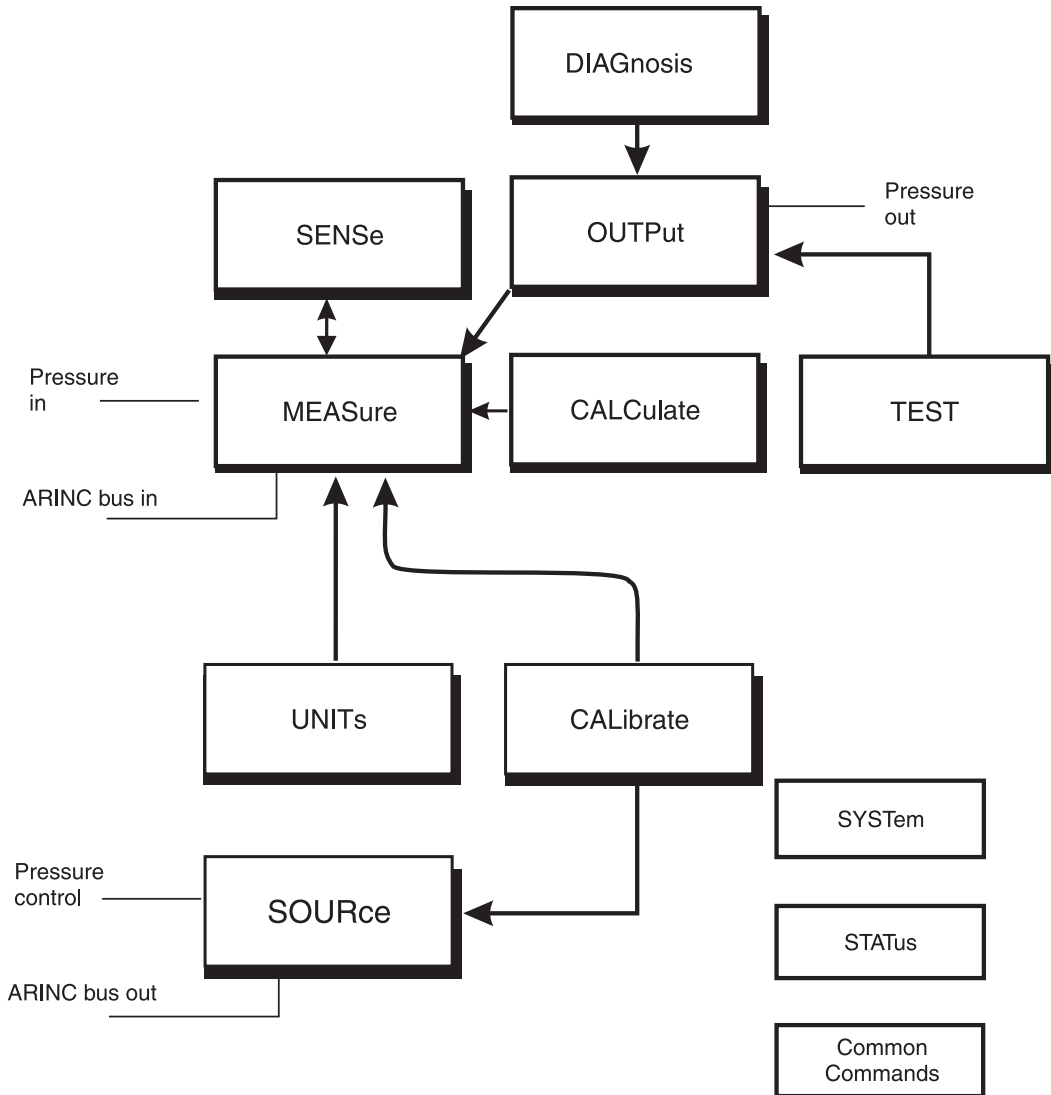 DIAGnosis
SENSe
OUTPut
Pressure
out
Pressure
in
MEASure
CALCulate
TEST
ARINC bus in
UNITs
CALibrate
SYSTem
Pressure
control
SOURce
STATus
ARINC bus out
Common
Commands